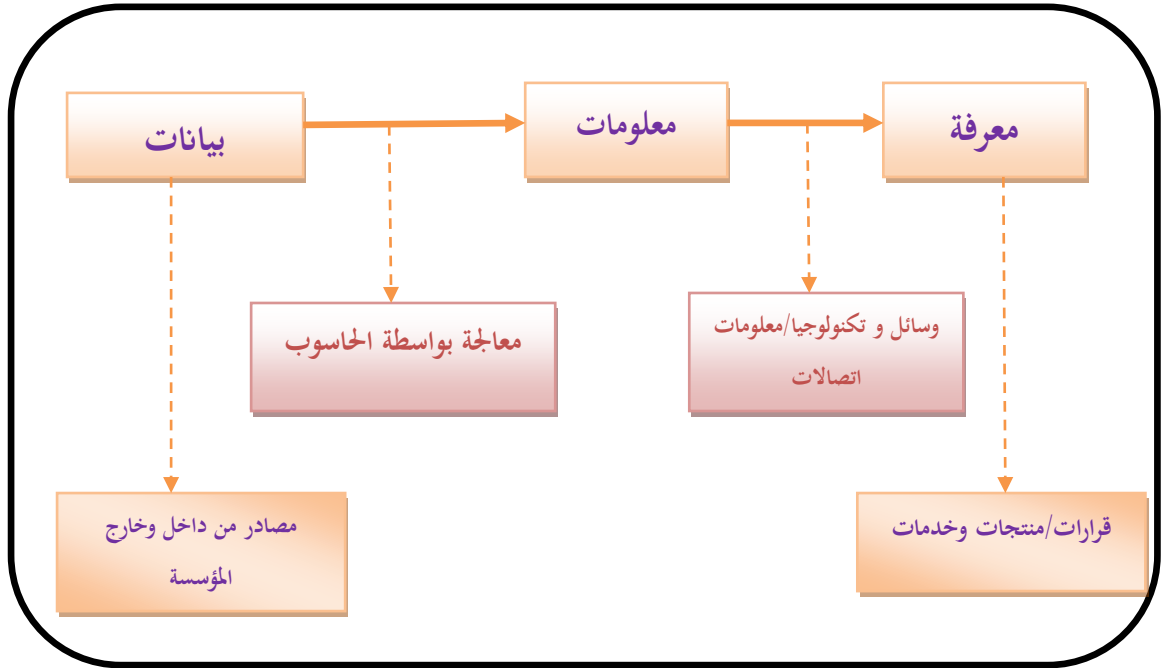 بيانات
معلومات
معرفة
معالجة بواسطة الحاسوب
وسائل و تكنولوجيا/معلومات
اتصالات
مصادر من داخل وخارج
المؤسسة
قرارات/منتجات وخدمات